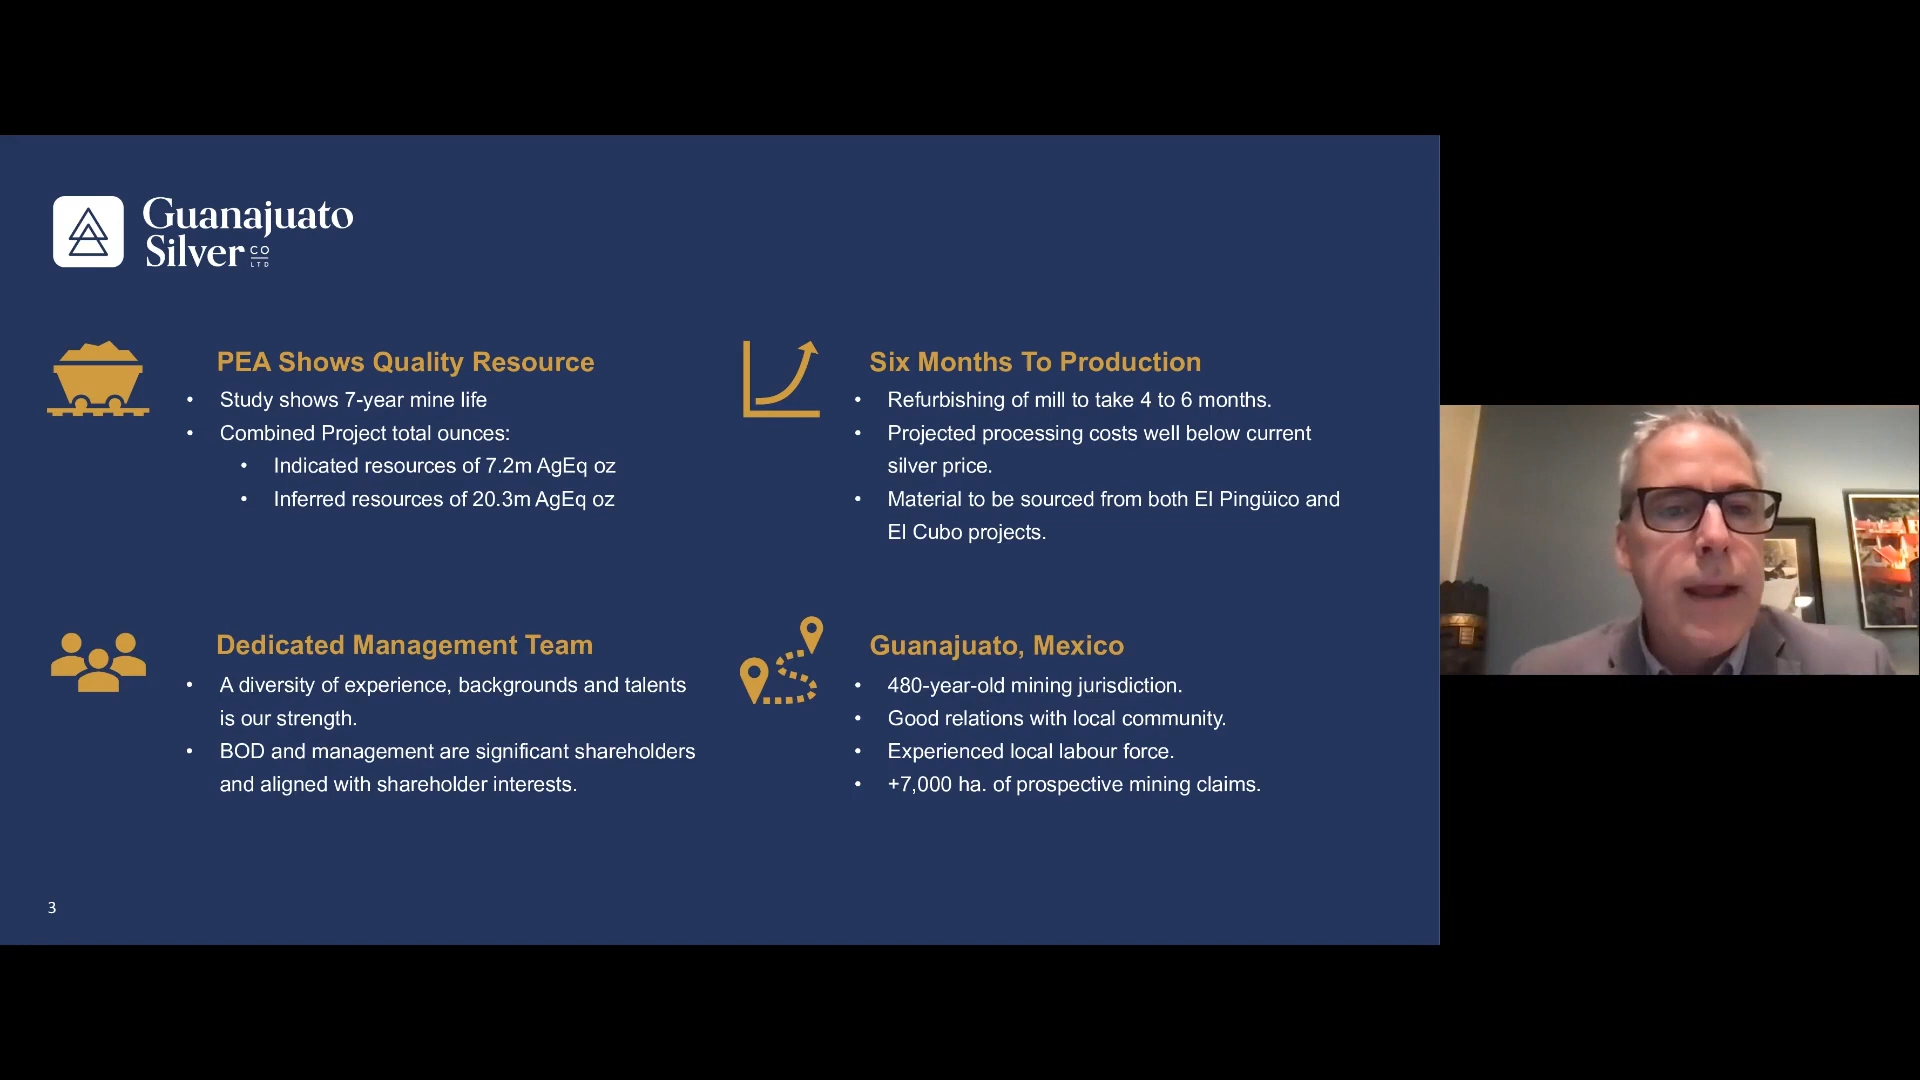 Guanajuato
Silver CO LTD
PEA Shows Quality Resource
• Study shows 7-year mine life
• Combined Project total ounces:
• Indicated resources of 7.2m AgEq oz
• Inferred resources of 20.3m AgEq oz
Six Months To Production
• Refurbishing of mill to take 4 to 6 months.
• Projected processing costs well below current
silver price.
• Material to be sourced from both El Pingüico and
El Cubo projects.
Dedicated Management Team
• A diversity of experience, backgrounds and talents
is our strength.
• BOD and management are significant shareholders
and aligned with shareholder interests.
Guanajuato, Mexico
• 480-year-old mining jurisdiction.
• Good relations with local community.
• Experienced local labour force.
• +7,000 ha. of prospective mining claims.
3